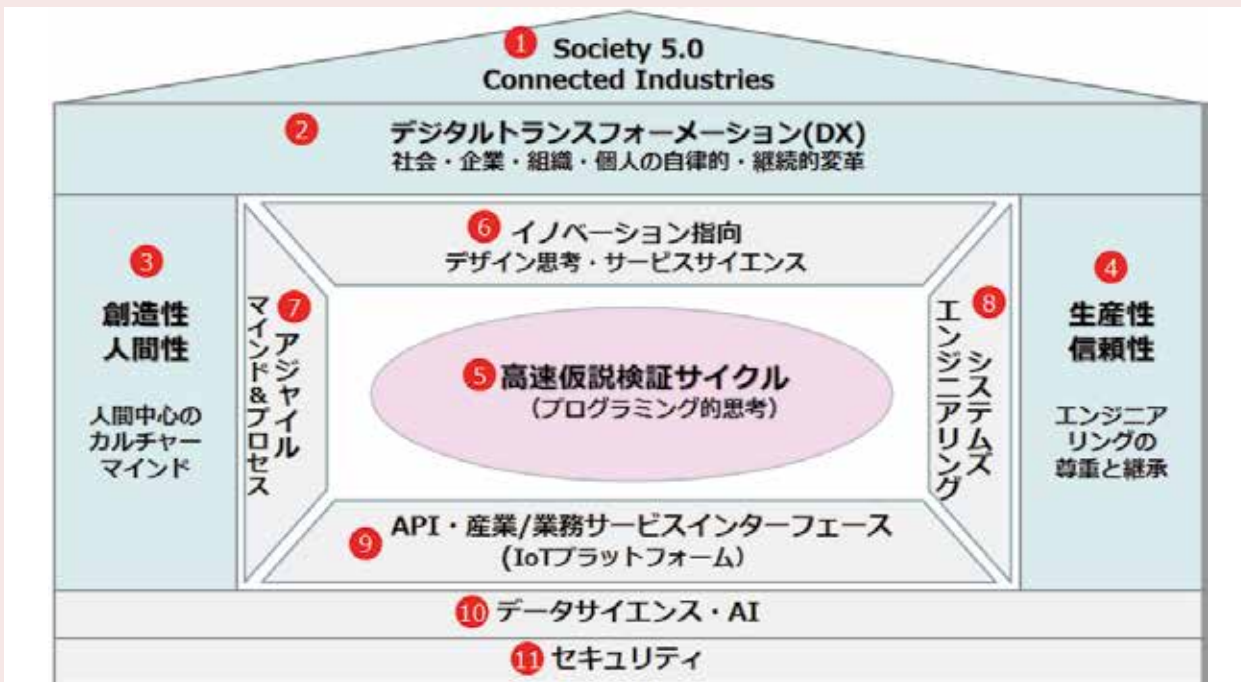 1 Society 5.0
Connected Industries
2 デジタルトランスフォーメーション(DX)
社会・企業・組織・個人の自律的・継続的変革
3
創造性
人間性
人間中心の
カルチャー
マインド
7 アジャイル
マインド&プロセス
6 イノベーション指向
デザイン思考・サービスサイエンス
5 高速仮説検証サイクル
(プログラミング的思考)
8 システムズ
エンジニアリング
4
生産性
信頼性
エンジニア
リングの
尊重と継承
9 API・産業/業務サービスインターフェース
(IoTプラットフォーム)
10 データサイエンス・AI
11 セキュリティ